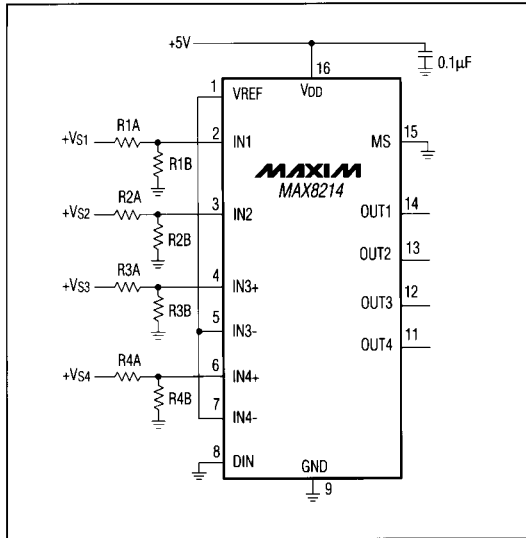 +5V
0.1µF
16
VDD
1
VREF
R1A
+VS1
2
IN1
R1B
MS
15
MAXIM
MAX8214
R2A
+VS2
3
IN2
R2B
OUT1
14
OUT2
13
R3A
+VS3
4
IN3+
R3B
OUT3
12
5
IN3-
OUT4
11
R4A
+VS4
6
IN4+
R4B
7
IN4-
8
DIN
GND
9